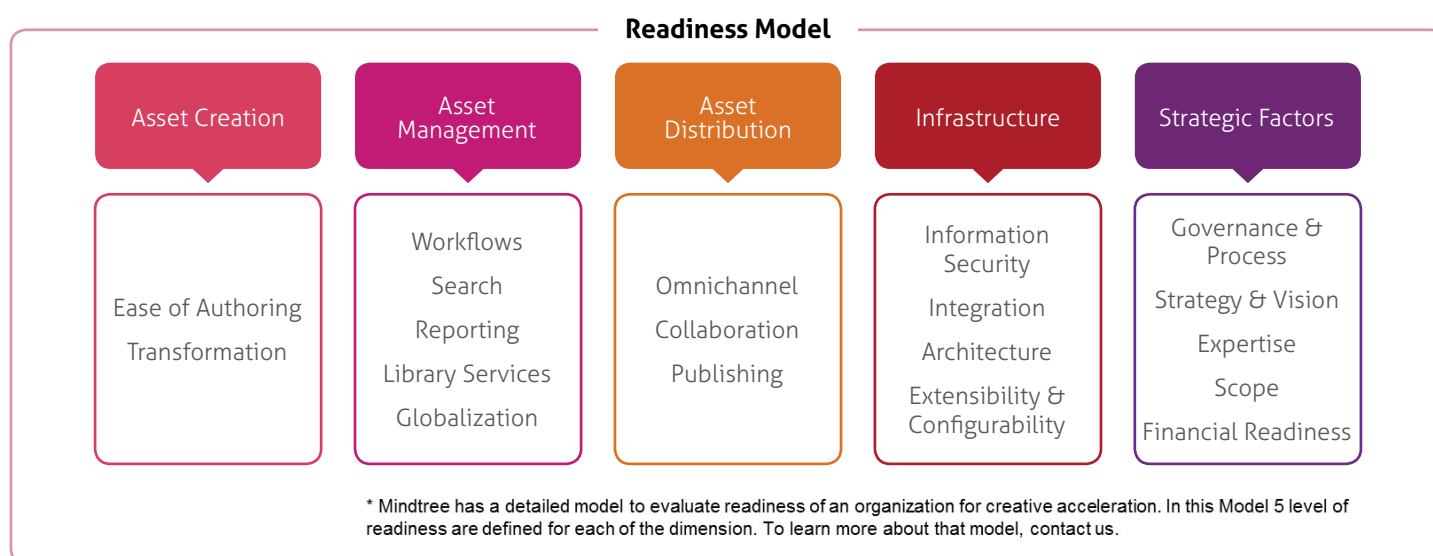 Readiness Model
Asset Creation
Asset
Management
Asset
Distribution
Infrastructure
Strategic Factors
Ease of Authoring
Transformation
Workflows
Search
Reporting
Library Services
Globalization
Omnichannel
Collaboration
Publishing
Information
Security
Integration
Architecture
Extensibility &
Configurability
Governance &
Process
Strategy & Vision
Expertise
Scope
Financial Readiness
* Mindtree has a detailed model to evaluate readiness of an organization for creative acceleration. In this Model 5 level of
readiness are defined for each of the dimension. To learn more about that model, contact us.